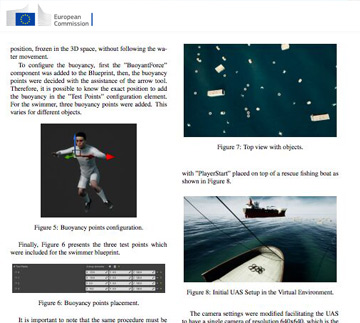 European
Commission
position, frozen in the 3D space, without following the wa-
ter movement.
To configure the buoyancy, first the "BuoyantForce"
component was added to the Blueprint, then, the buoyancy
points were decided with the assistance of the arrow tool.
Therefore, it is possible to know the exact position to add
the buoyancy in the "Test Points" configuration element.
For the swimmer, three buoyancy points were added. This
varies for different objects.
Figure 5: Buoyancy points configuration.
Finally, Figure 6 presents the three test points which
were included for the swimmer blueprint.
Figure 6: Buoyancy points placement.
It is important to note that the same procedure must be
Figure 7: Top view with objects.
with "PlayerStart" placed on top of a rescue fishing boat as
shown in Figure 8.
Figure 8: Initial UAS Setup in the Virtual Environment.
The camera settings were modified facilitating the UAS
to have a single camera of resolution 640x640, which is the